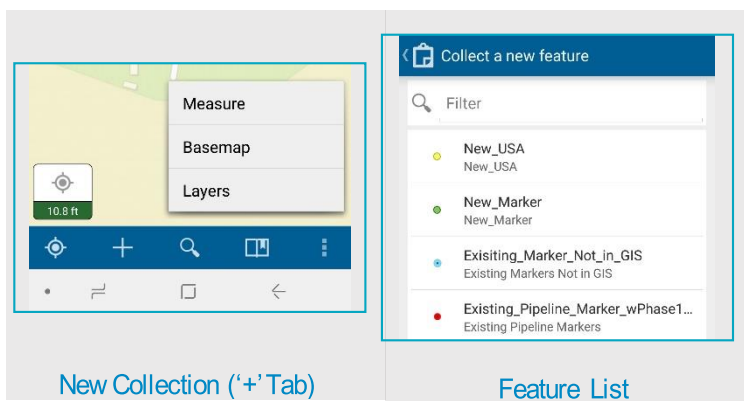 Measure
Basemap
Layers
10.8 ft
New Collection ('+' Tab)
Collect a new feature
Filter
New_USA
New_USA
New_Marker
New_Marker
Exisiting_Marker_Not_in_GIS
Existing Markers Not in GIS
Existing_Pipeline_Marker_wPhase1...
Existing Pipeline Markers
Feature List